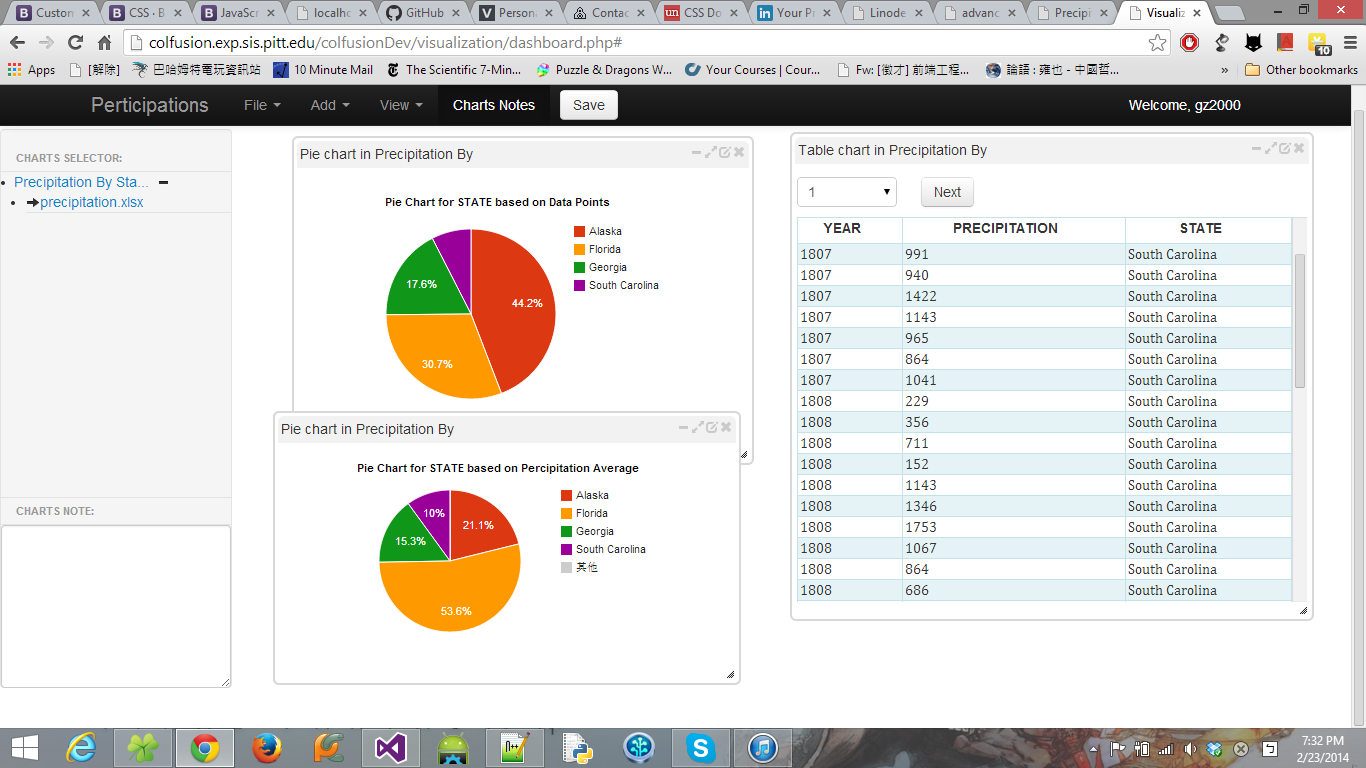 Custon
CSS · B
JavaScr
localho
GitHub
Person
Contac
CSS Do
Your Pr
Linode
advanc
Precipi
Visualiz
colfusion.exp.sis.pitt.edu/colfusionDev/visualization/dashboard.php#
Apps [解除] 巴哈姆特電玩資訊站 10 Minute Mail The Scientific 7-Min... Puzzle & Dragons W... Your Courses | Cour... Fw: [徵才] 前端工程... 論語 : 雍也 - 中國哲... » Other bookmarks
10
Perticipations File Add View Charts Notes Save Welcome, gz2000
CHARTS SELECTOR:
Precipitation By Sta...
precipitation.xlsx
CHARTS NOTE:
Pie chart in Precipitation By
Pie Chart for STATE based on Data Points
Alaska
Florida
Georgia
South Carolina
17.6%
44.2%
30.7%
Pie chart in Precipitation By
Pie Chart for STATE based on Percipitation Average
Alaska
Florida
Georgia
South Carolina
其他
10%
21.1%
15.3%
53.6%
Table chart in Precipitation By
1 Next
YEAR PRECIPITATION STATE
1807 991 South Carolina
1807 940 South Carolina
1807 1422 South Carolina
1807 1143 South Carolina
1807 965 South Carolina
1807 864 South Carolina
1807 1041 South Carolina
1808 229 South Carolina
1808 356 South Carolina
1808 711 South Carolina
1808 152 South Carolina
1808 1143 South Carolina
1808 1346 South Carolina
1808 1753 South Carolina
1808 1067 South Carolina
1808 864 South Carolina
1808 686 South Carolina
7:32 PM
2/23/2014